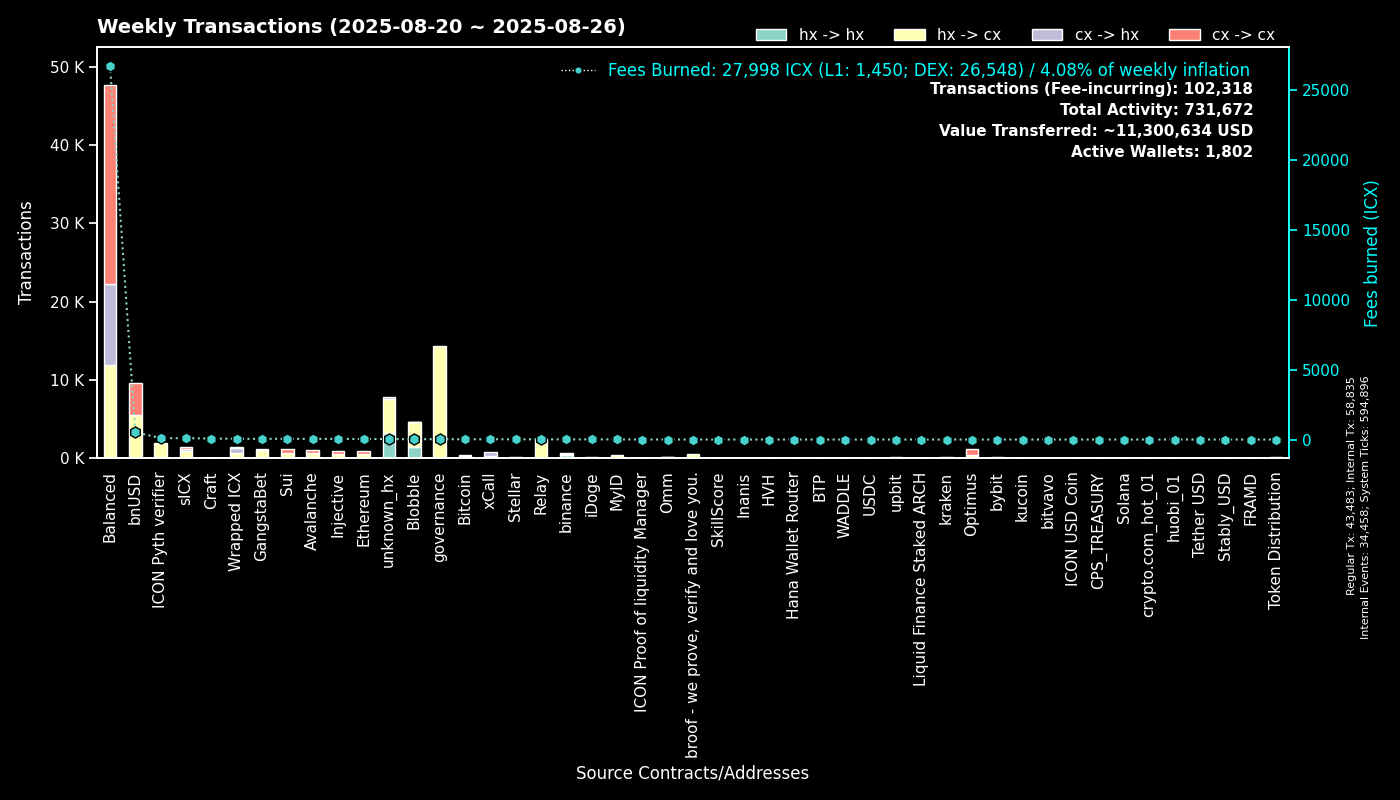 Weekly Transactions (2025-08-20 ~ 2025-08-26)
hx -> hx
hx -> cx
cx -> hx
cx -> cx
Fees Burned: 27,998 ICX (L1: 1,450; DEX: 26,548) / 4.08% of weekly inflation
Transactions (Fee-incurring): 102,318
Total Activity: 731,672
Value Transferred: ~11,300,634 USD
Active Wallets: 1,802
Transactions
50 K
40 K
30 K
20 K
10 K
0 K
25000
20000
15000
10000
5000
0
Fees burned (ICX)
Regular Tx: 43,483; Internal Tx: 58,835
Internal Events: 34,458; System Ticks: 594,896
Balanced
bnUSD
ICON Pyth verifier
sICX
Craft
Wrapped ICX
GangstaBet
Sui
Avalanche
Injective
Ethereum
unknown_hx
Blobble
governance
Bitcoin
xCall
Stellar
Relay
binance
iDoge
MyID
ICON Proof of liquidity Manager
Omm
broof - we prove, verify and love you.
SkillScore
Inanis
HVH
Hana Wallet Router
BTP
WADDLE
USDC
upbit
Liquid Finance Staked ARCH
kraken
Optimus
bybit
kucoin
bitvavo
ICON USD Coin
CPS_TREASURY
Solana
crypto.com_hot_01
huobi_01
Tether USD
Stably_USD
FRAMD
Token Distribution
Source Contracts/Addresses